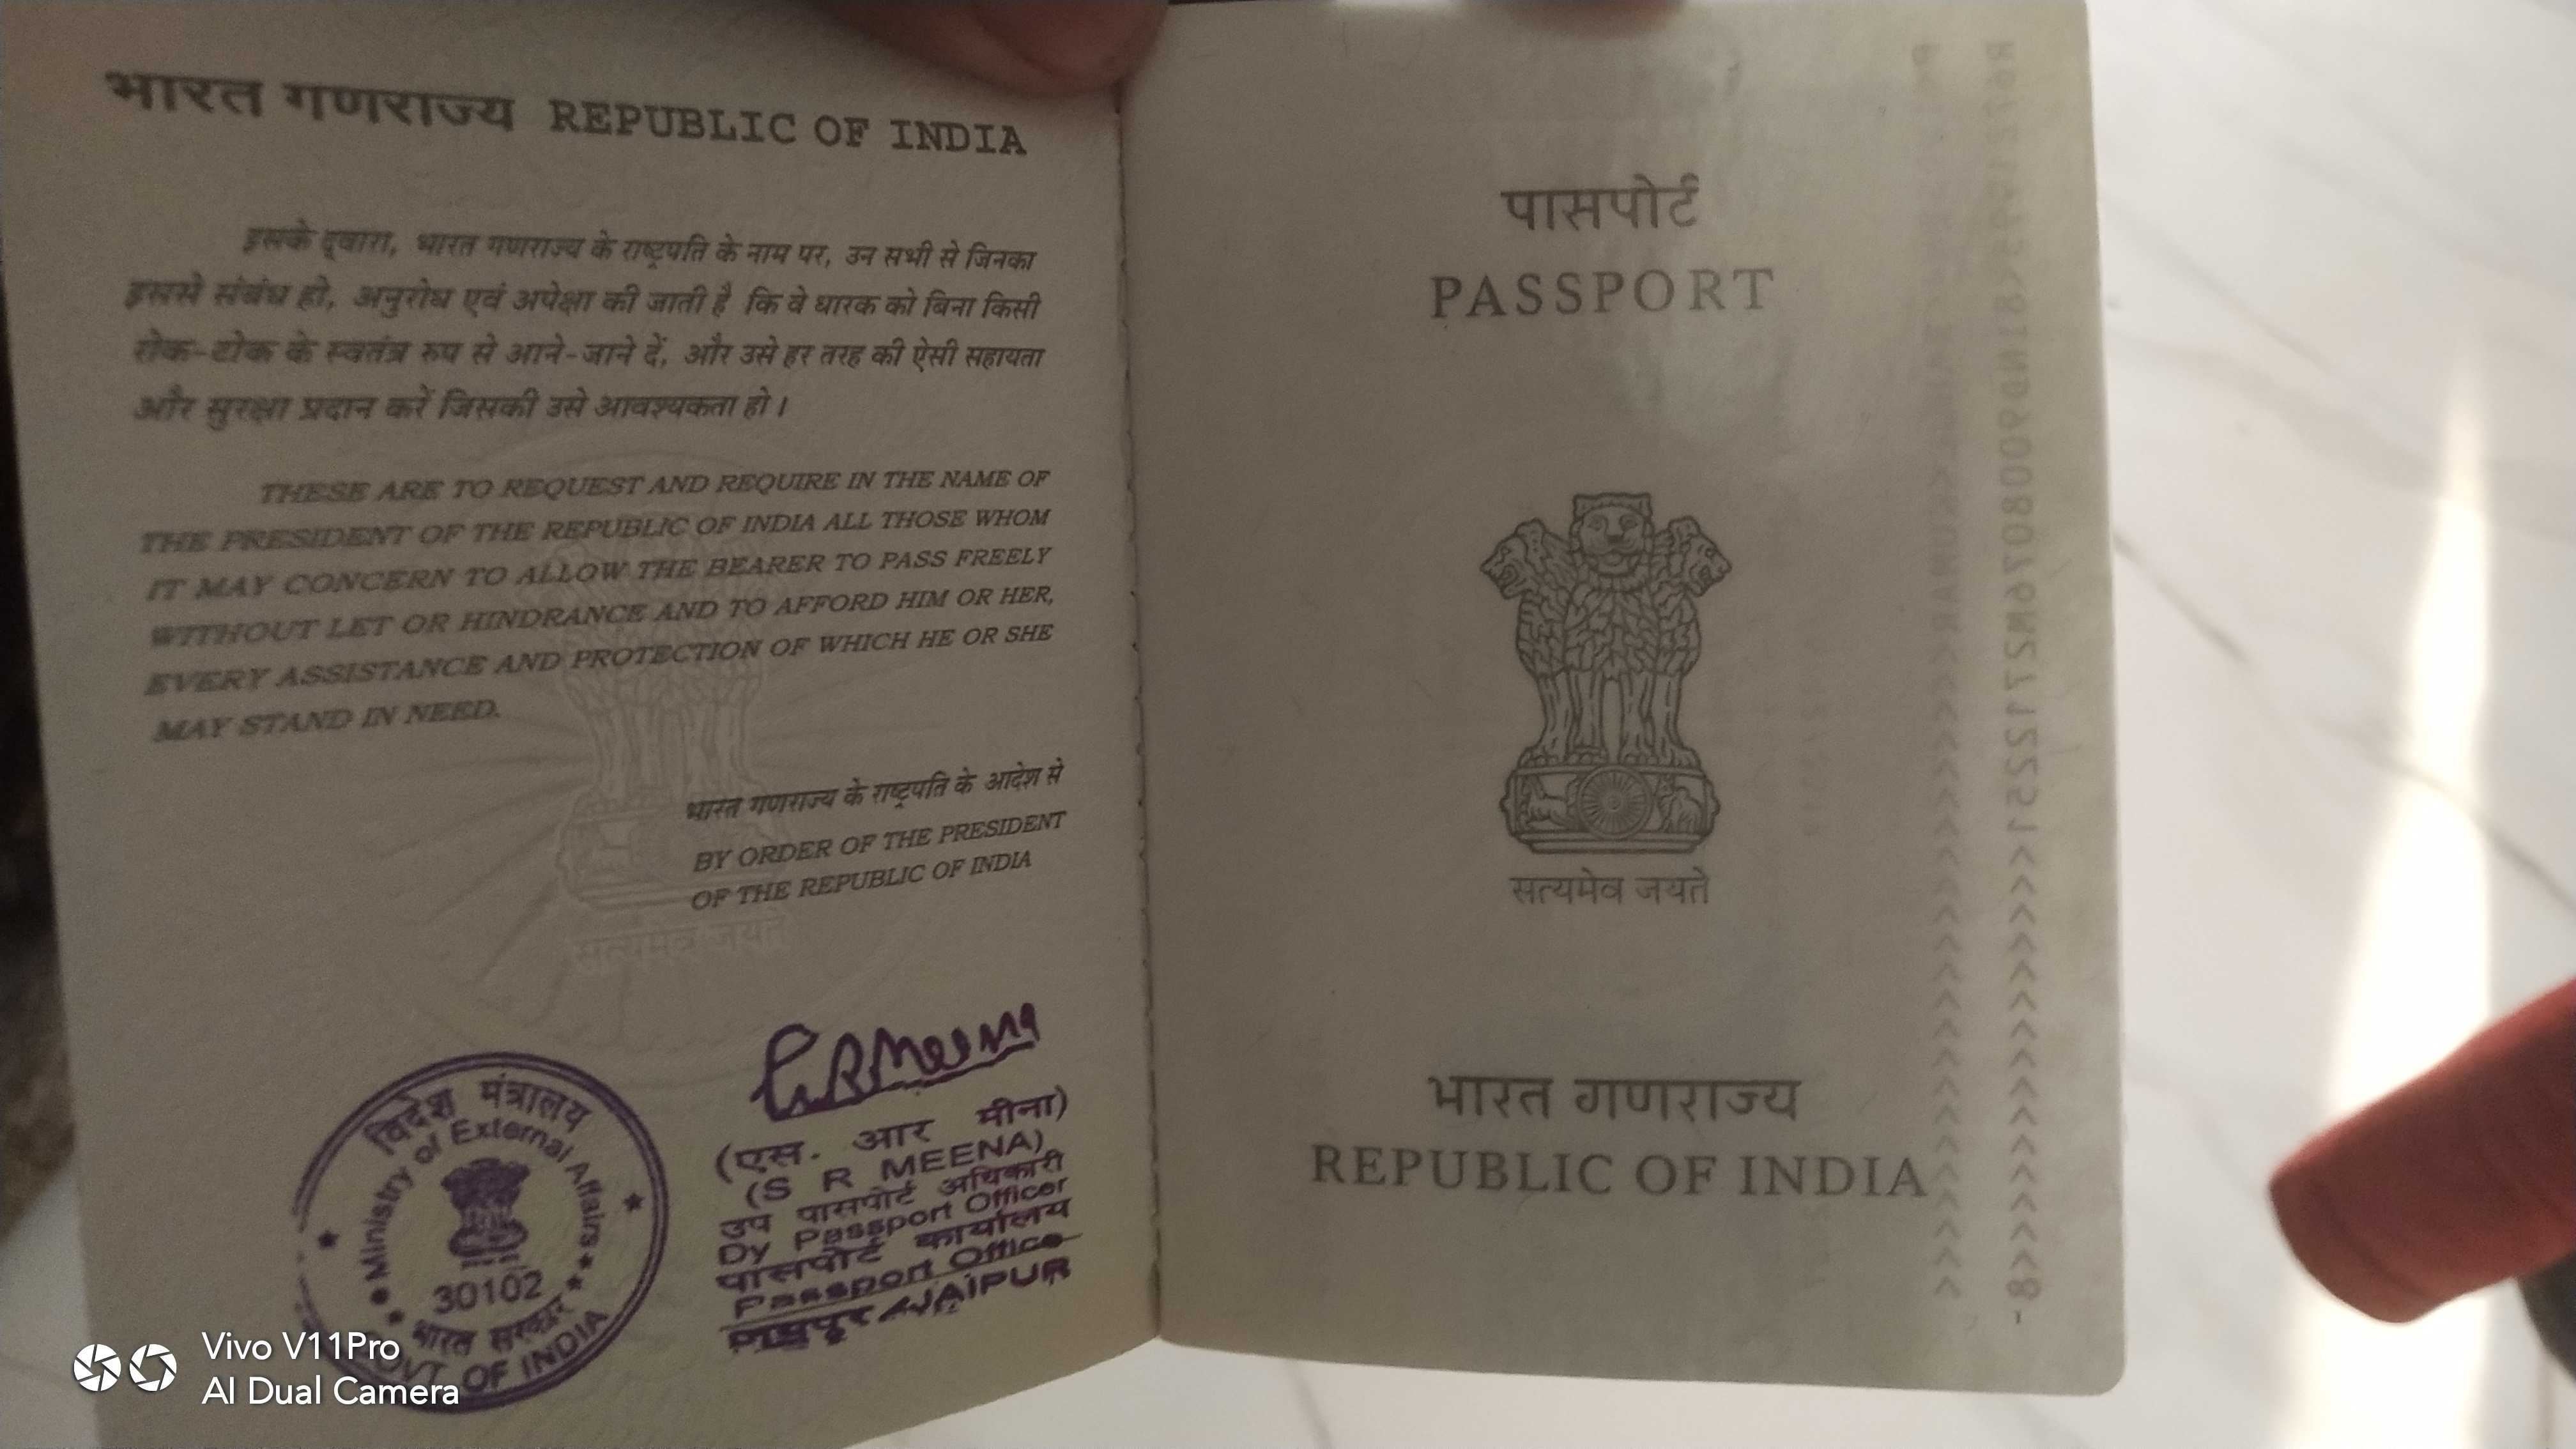 भारत गणराज्य REPUBLIC OF INDIA
इसके द्वारा, भारत गणराज्य के राष्ट्रपति के नाम पर, उन सभी से जिनका
इससे संबंध हो, अनुरोध एवं अपेक्षा की जाती है कि वे धारक को बिना किसी
रोक-टोक के स्वतंत्र रुप से आने-जाने दें, और उसे हर तरह की ऐसी सहायता
और सुरक्षा प्रदान करें जिसकी उसे आवश्यकता हो।
THESE ARE TO REQUEST AND REQUIRE IN THE NAME OF
THE PRESIDENT OF THE REPUBLIC OF INDIA ALL THOSE WHOM
IT MAY CONCERN TO ALLOW THE BEARER TO PASS FREELY
WITHOUT LET OR HINDRANCE AND TO AFFORD HIM OR HER,
EVERY ASSISTANCE AND PROTECTION OF WHICH HE OR SHE
MAY STAND IN NEED.
भारत गणराज्य के राष्ट्रपति के आदेश से
BY ORDER OF THE PRESIDENT
OF THE REPUBLIC OF INDIA
सत्यमेव जयते
विदेश मंत्रालय
Ministry of External Affairs
30102
भारत सरकार
GOVT. OF INDIA
S R Meena
(एस. आर मीना)
(S R MEENA)
उप पासपोर्ट अधिकारी
Dy Passport Officer
पासपोर्ट कार्यालय
Passport Office
जयपुर / JAIPUR
पासपोर्ट
PASSPORT
सत्यमेव जयते
भारत गणराज्य
REPUBLIC OF INDIA
Vivo V11Pro
AI Dual Camera